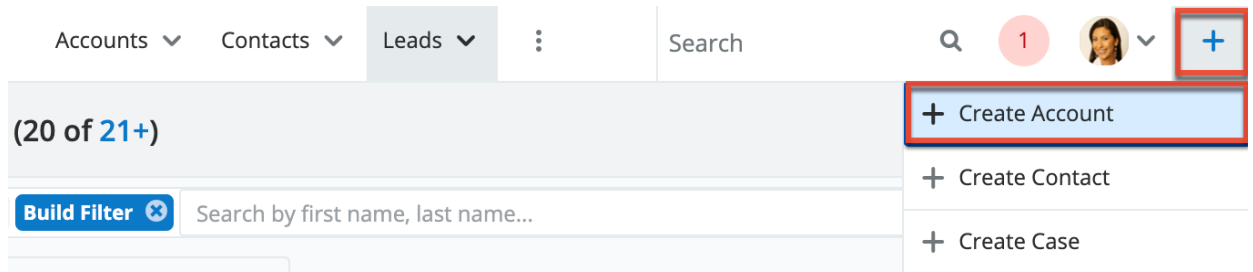 Accounts Contacts Leads Search 1 +
+ Create Account
(20 of 21+)
+ Create Contact
Build Filter Search by first name, last name...
+ Create Case